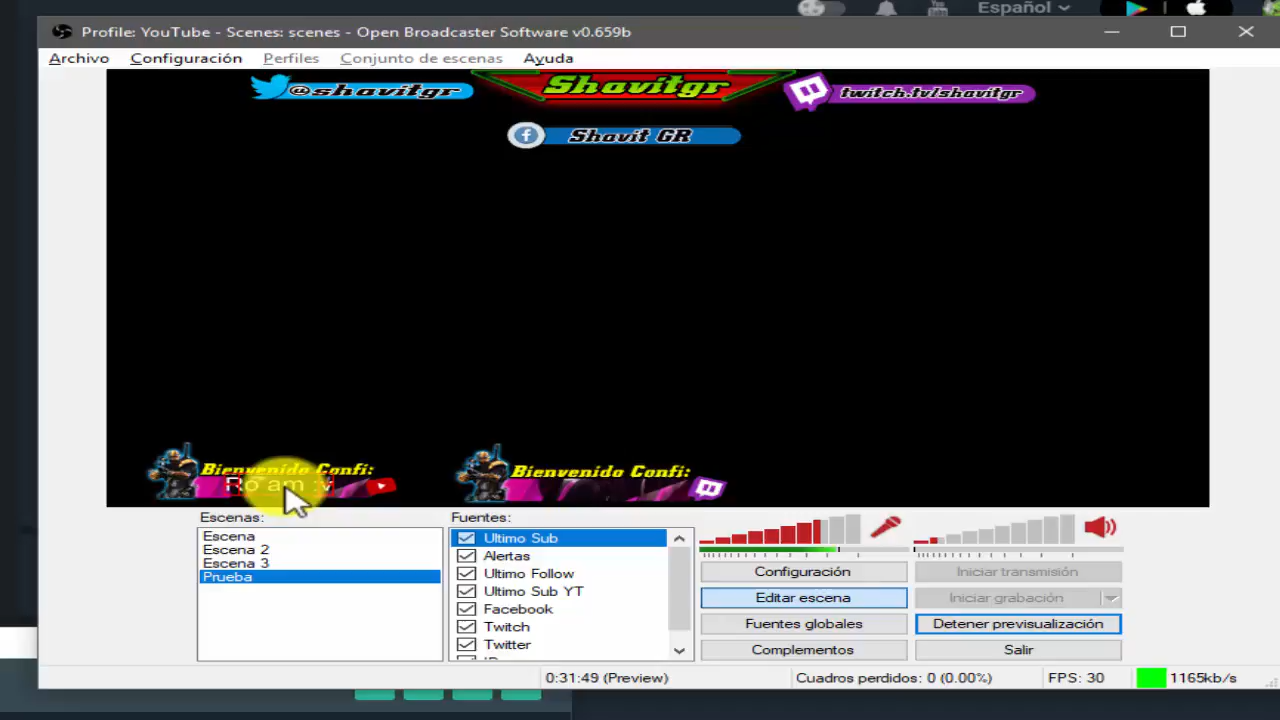 Español
Profile: YouTube - Scenes: scenes - Open Broadcaster Software v0.659b
Archivo Configuración Perfiles Conjunto de escenas Ayuda
@shavitgr
Shavitgr
twitch.tv/shavitgr
Shavit GR
Bienvenido Confi:
Bienvenido Confi:
am :v
Escenas:
Fuentes:
Escena
Escena 2
Escena 3
Prueba
Ultimo Sub
Alertas
Ultimo Follow
Ultimo Sub YT
Facebook
Twitch
Twitter
Configuración
Iniciar transmisión
Editar escena
Iniciar grabación
Fuentes globales
Detener previsualización
Complementos
Salir
0:31:49 (Preview)
Cuadros perdidos: 0 (0.00%)
FPS: 30
1165kb/s